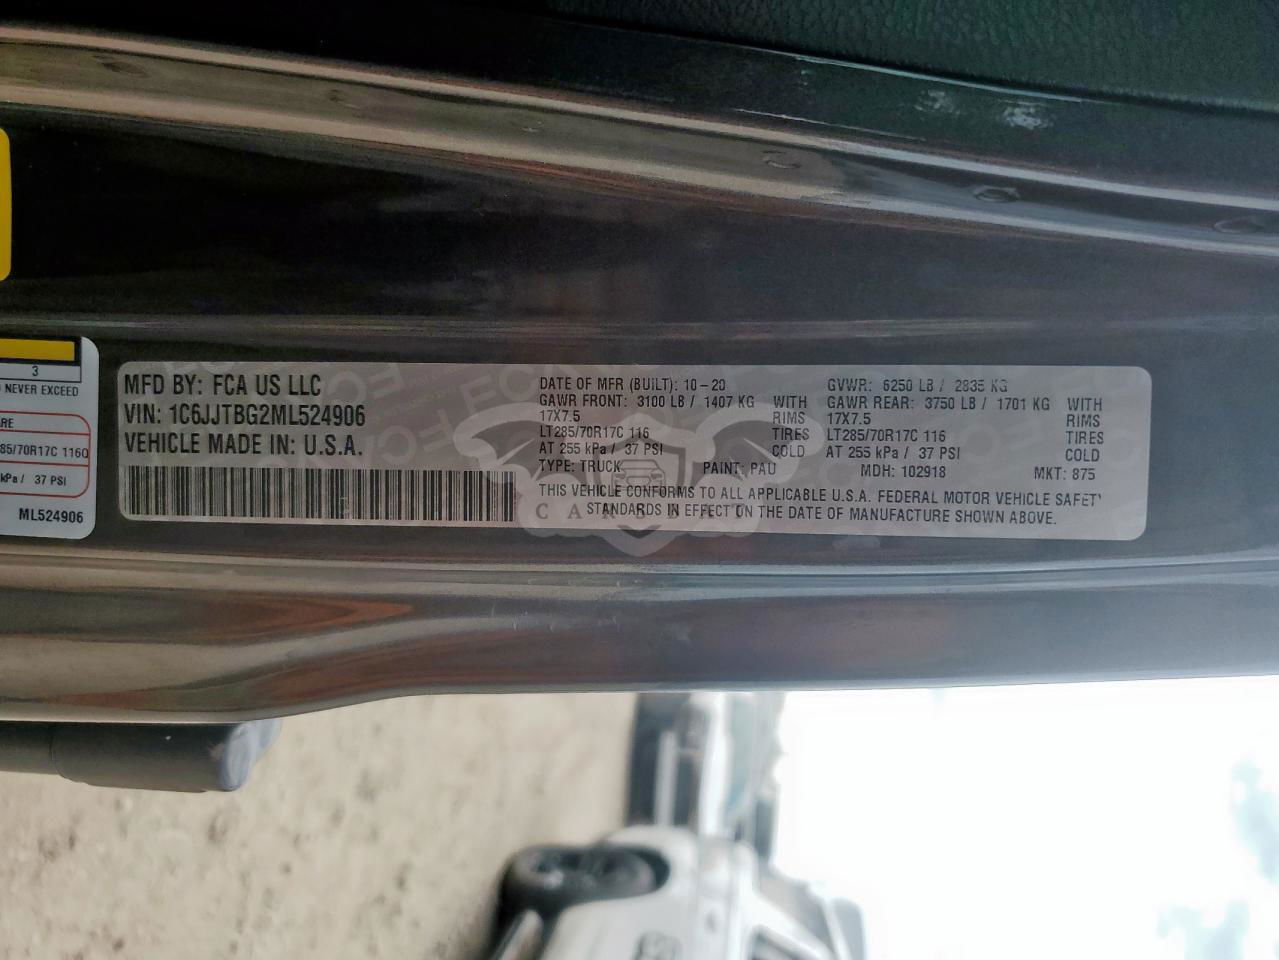 3
NEVER EXCEED
85/70R17C 116Q
kPa / 37 PSI
ML524906
MFD BY: FCA US LLC
VIN: 1C6JJTBG2ML524906
VEHICLE MADE IN: U.S.A.
DATE OF MFR (BUILT): 10-20 GVWR: 6250 LB / 2835 KG
GAWR FRONT: 3100 LB / 1407 KG WITH GAWR REAR: 3750 LB / 1701 KG WITH
17X7.5 RIMS 17X7.5 RIMS
LT285/70R17C 116 TIRES LT285/70R17C 116 TIRES
AT 255 kPa / 37 PSI COLD AT 255 kPa / 37 PSI COLD
TYPE: TRUCK PAINT: PAU MDH: 102918 MKT: 875
THIS VEHICLE CONFORMS TO ALL APPLICABLE U.S.A. FEDERAL MOTOR VEHICLE SAFETY
STANDARDS IN EFFECT ON THE DATE OF MANUFACTURE SHOWN ABOVE.